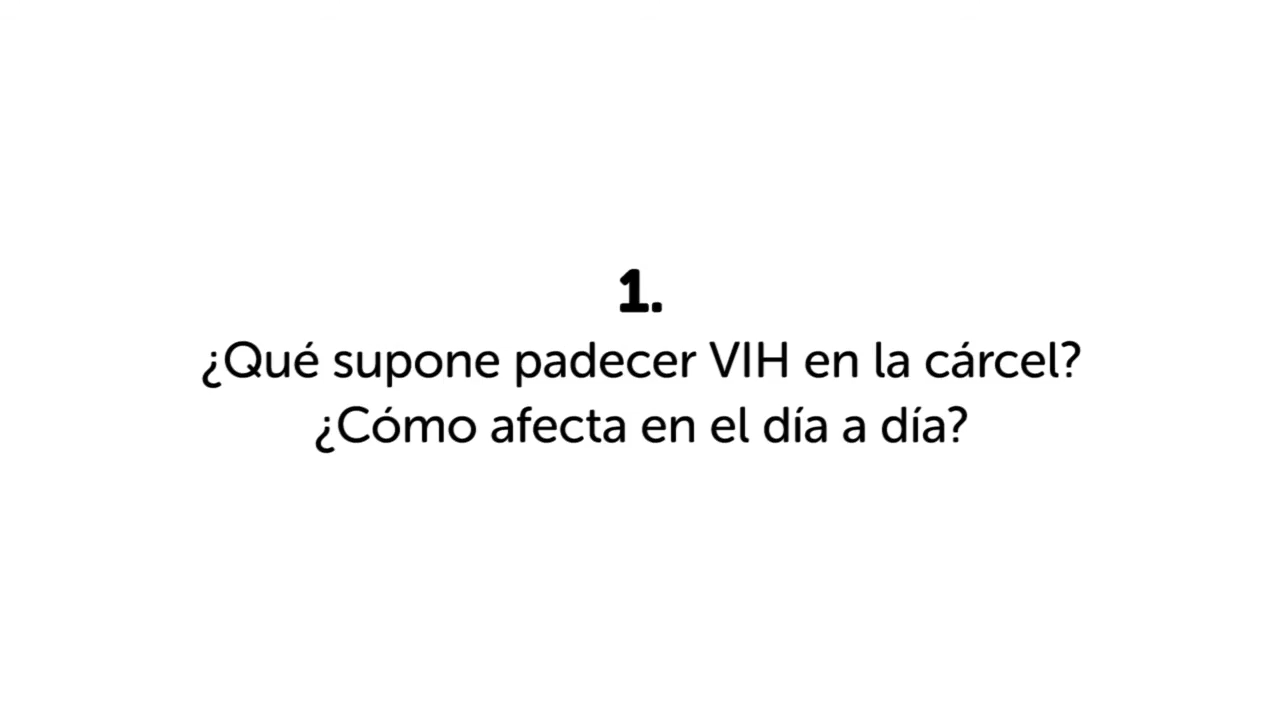 1.
¿Qué supone padecer VIH en la cárcel?
¿Cómo afecta en el día a día?